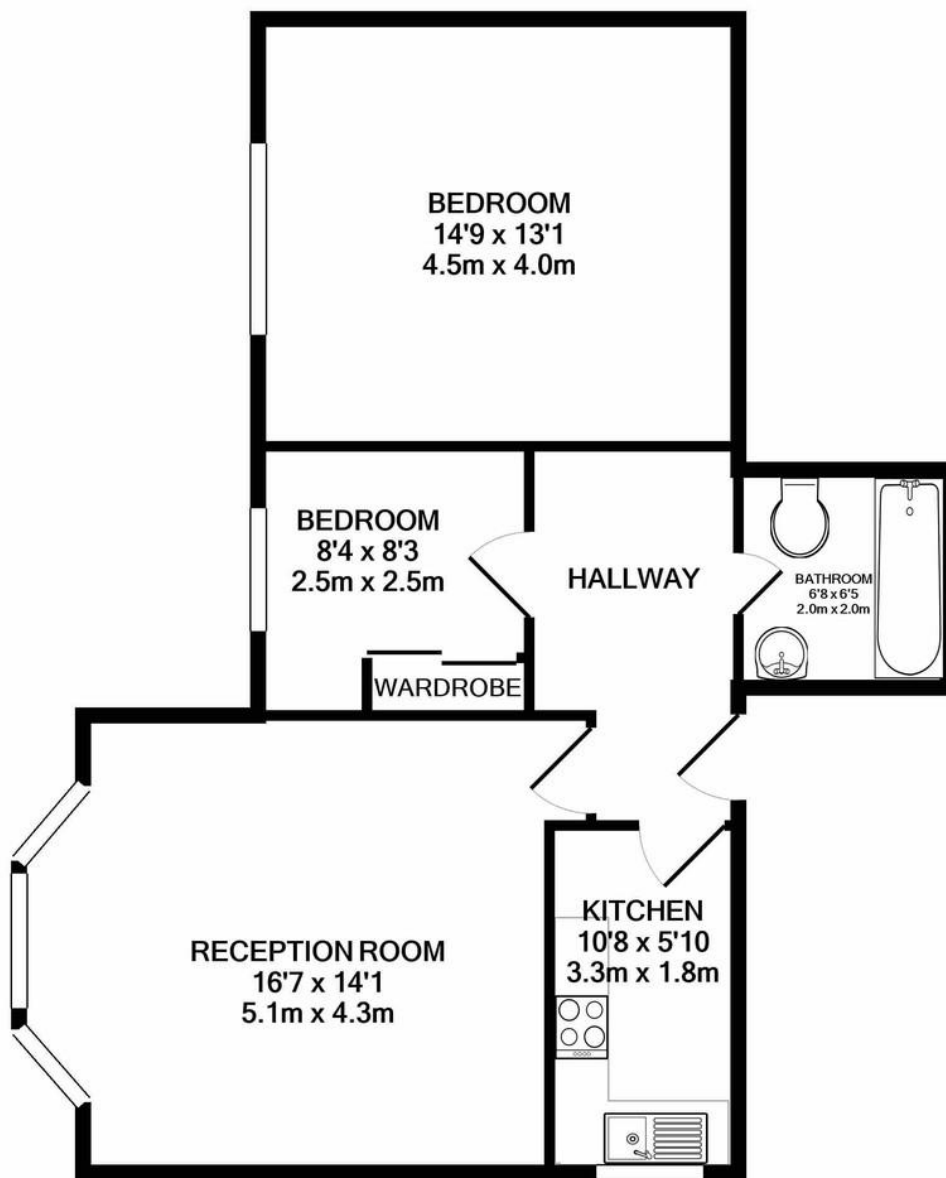 BEDROOM
14'9 x 13'1
4.5m x 4.0m
BEDROOM
8'4 x 8'3
2.5m x 2.5m
HALLWAY
BATHROOM
6'8 x 6'5
2.0m x 2.0m
WARDROBE
RECEPTION ROOM
16'7 x 14'1
5.1m x 4.3m
KITCHEN
10'8 x 5'10
3.3m x 1.8m